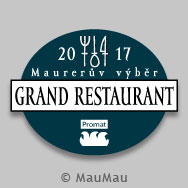 20 17
Maurerův výběr
GRAND RESTAURANT
Promat
© MauMau